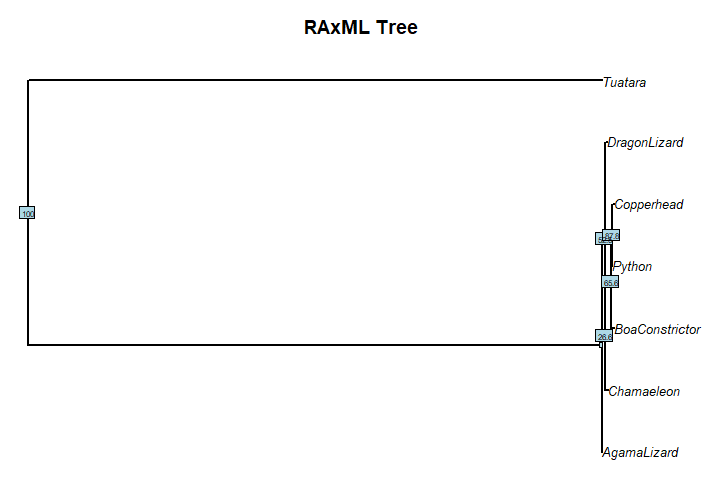 RAxML Tree
Tuatara
DragonLizard
Copperhead
100
Python
65.6
BoaConstrictor
26.6
Chamaeleon
AgamaLizard